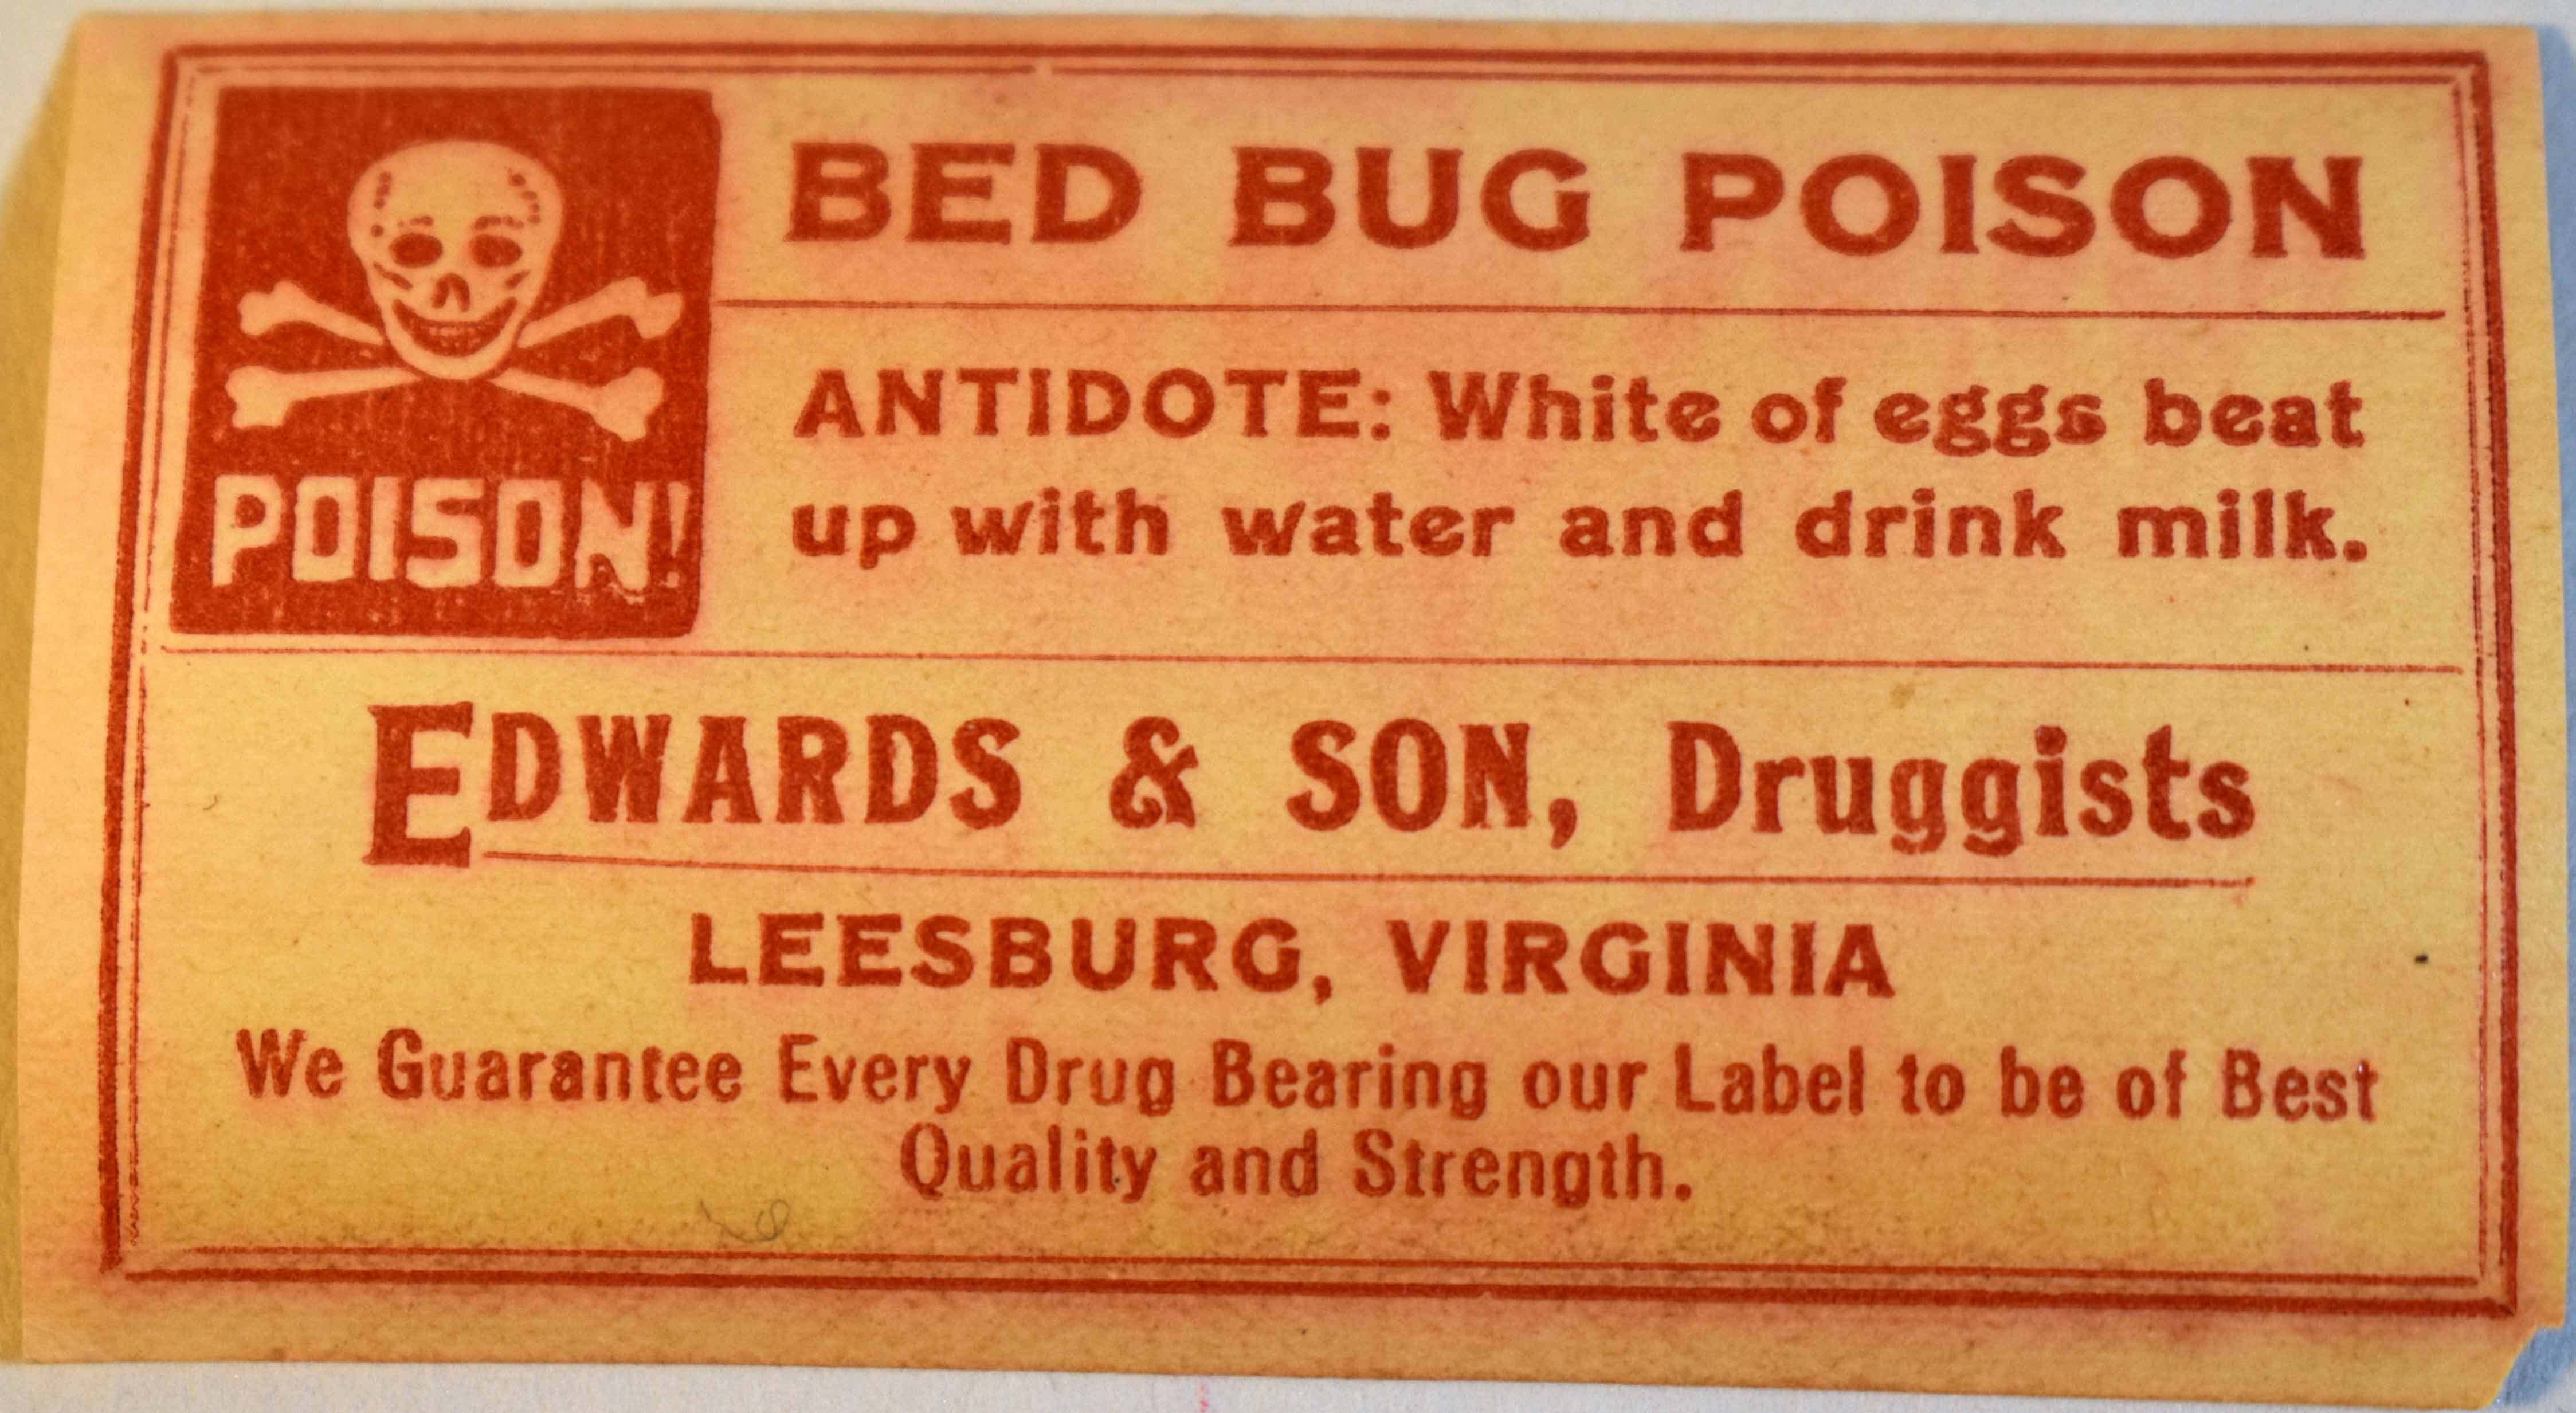 POISON!
BED BUG POISON
ANTIDOTE: White of eggs beat
up with water and drink milk.
EDWARDS & SON, Druggists
LEESBURG, VIRGINIA
We Guarantee Every Drug Bearing our Label to be of Best
Quality and Strength.